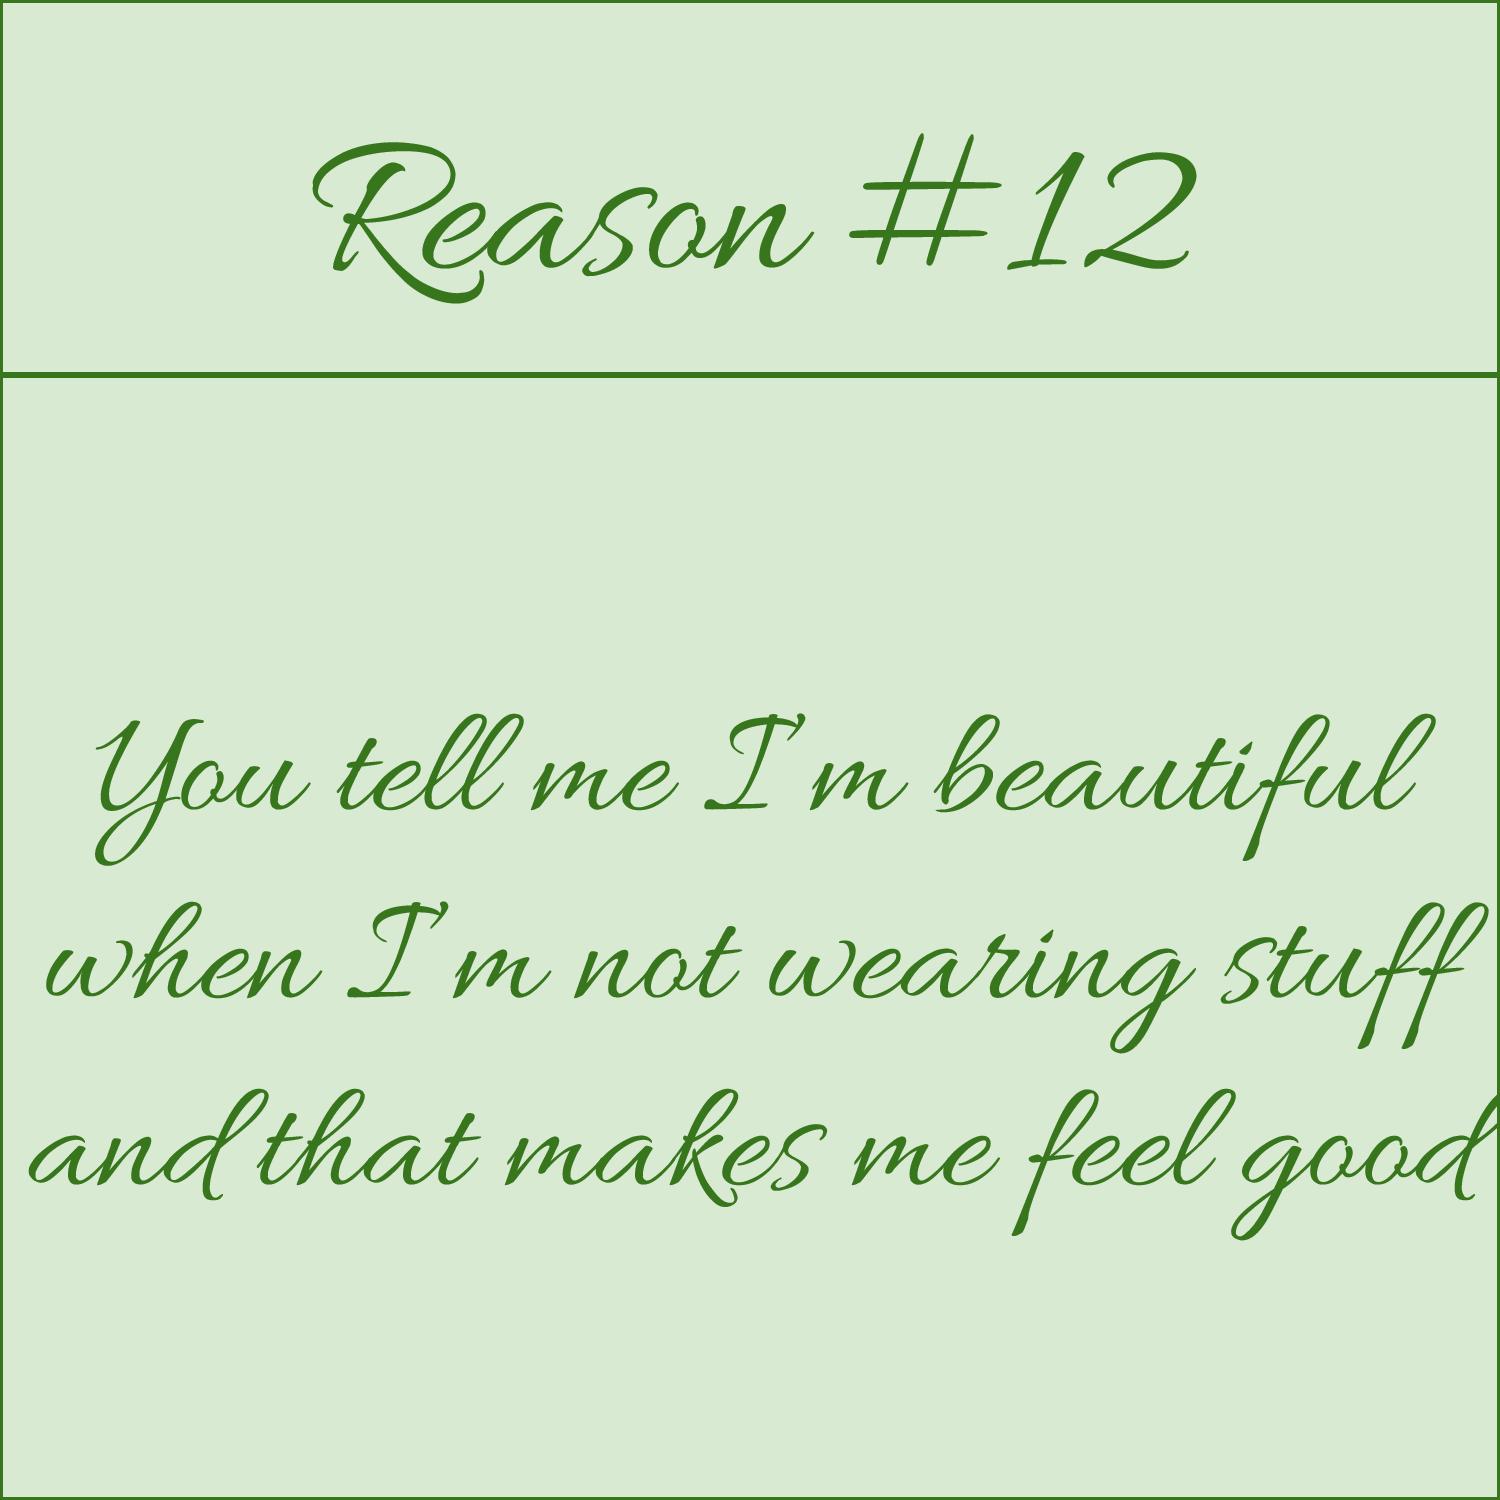 Reason #12
You tell me I'm beautiful
when I'm not wearing stuff
and that makes me feel good